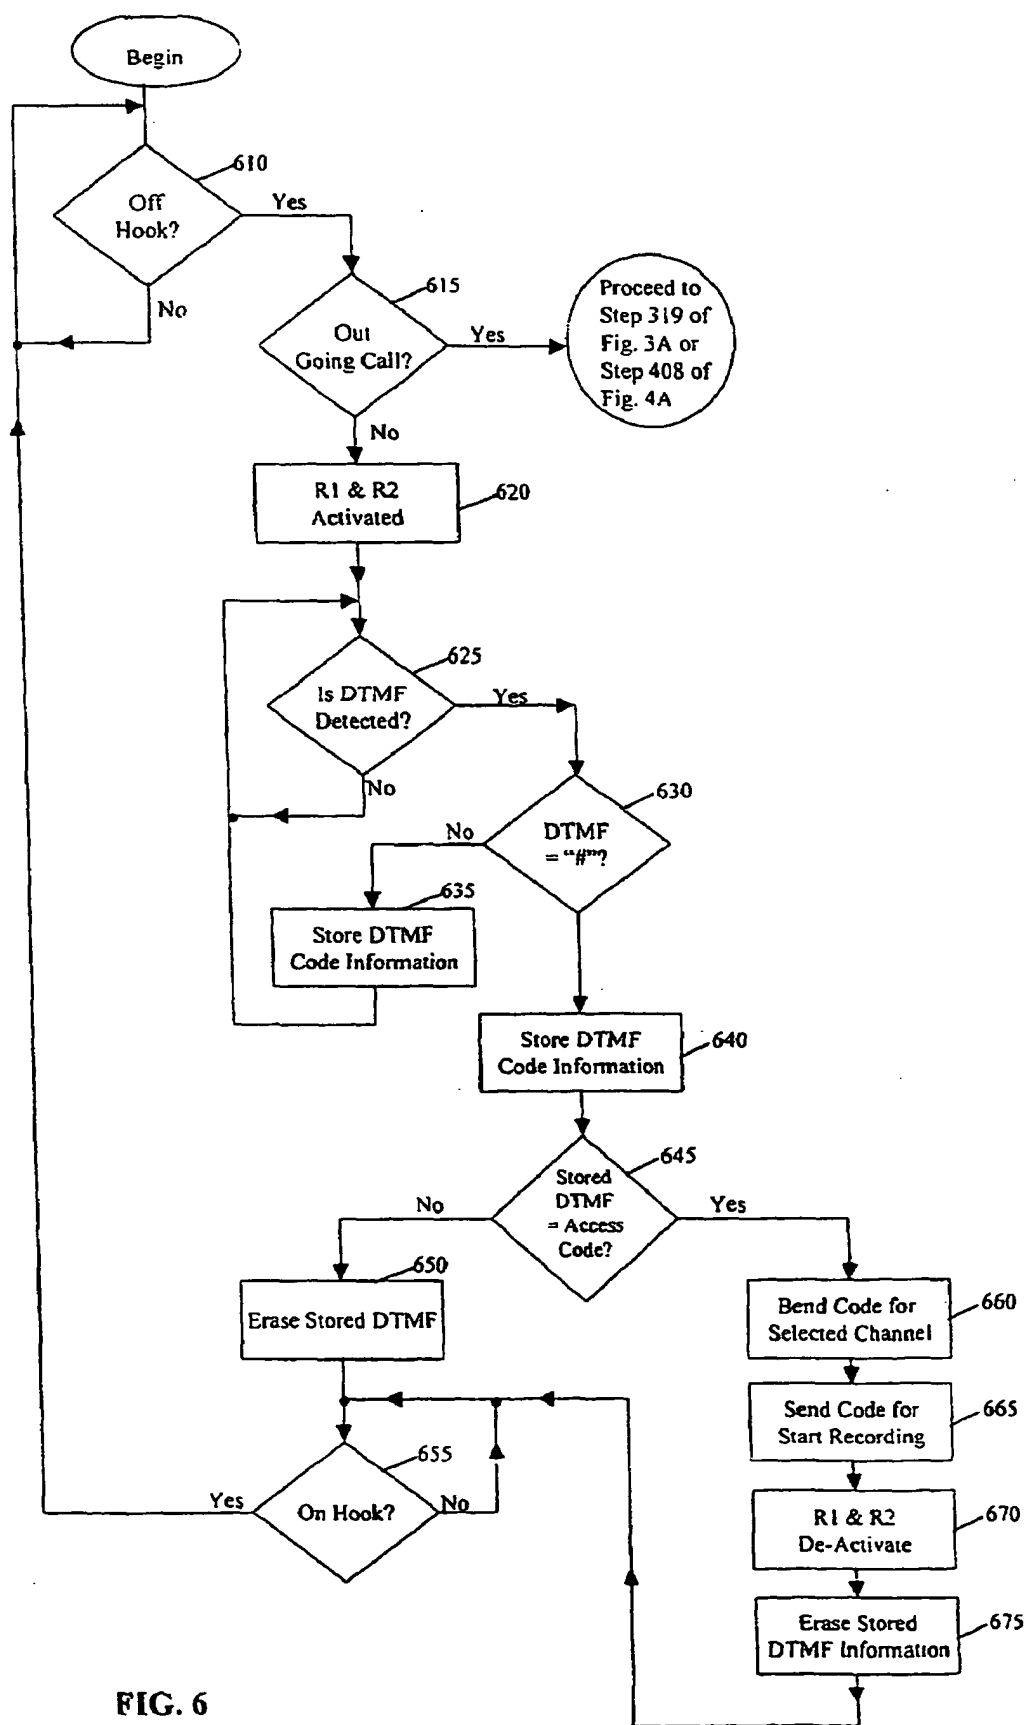 Begin
610
Off
Hook?
Yes
No
615
Out
Going Call?
Yes
Proceed to
Step 319 of
Fig. 3A or
Step 408 of
Fig. 4A
No
R1 & R2
Activated
620
625
Is DTMF
Detected?
Yes
No
630
DTMF
= "#"?
No
635
Store DTMF
Code Information
Store DTMF
Code Information
640
645
Stored
DTMF
= Access
Code?
No
Yes
650
Erase Stored DTMF
Bend Code for
Selected Channel
660
Send Code for
Start Recording
665
655
On Hook?
Yes
No
R1 & R2
De-Activate
670
Erase Stored
DTMF Information
675
FIG. 6